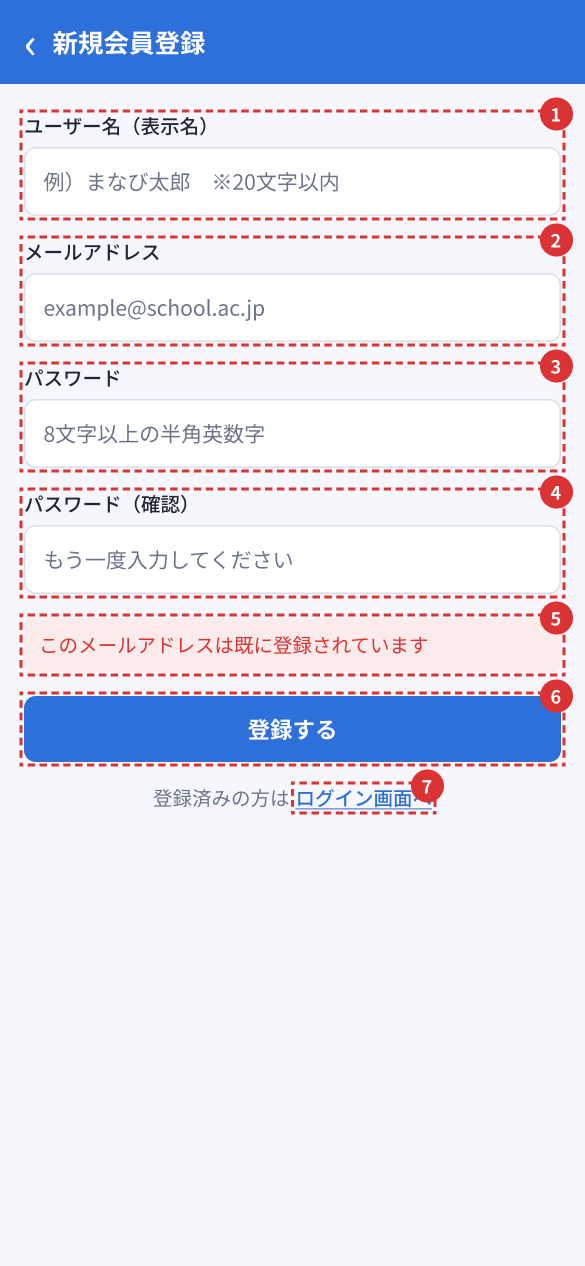 ‹ 新規会員登録
1
ユーザー名（表示名）
例）まなび太郎　※20文字以内
2
メールアドレス
example@school.ac.jp
3
パスワード
8文字以上の半角英数字
4
パスワード（確認）
もう一度入力してください
5
このメールアドレスは既に登録されています
6
登録する
7
登録済みの方は ログイン画面へ